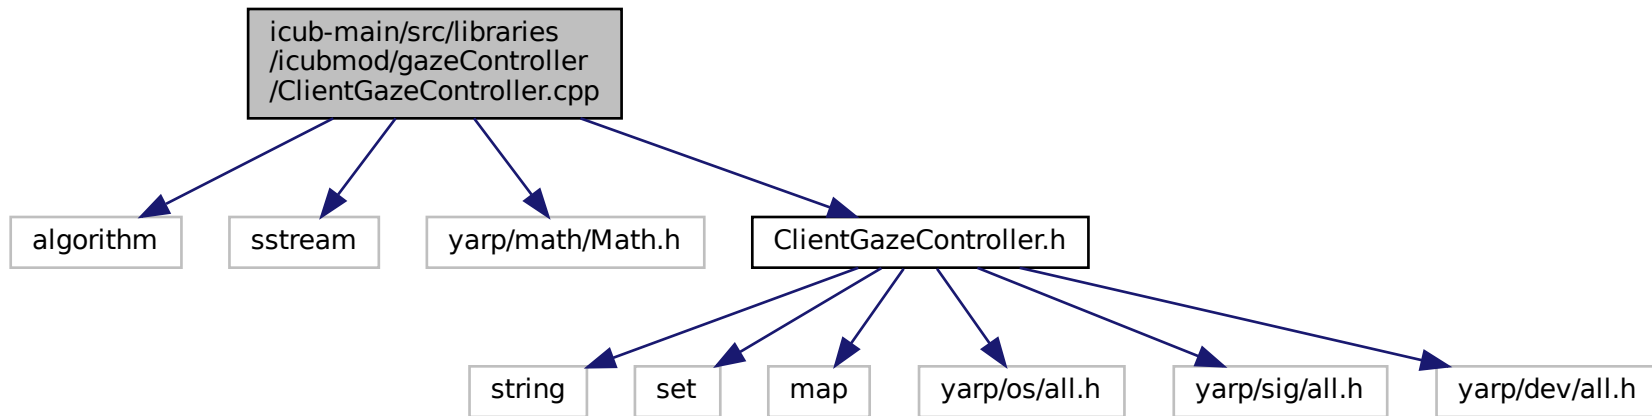 icub-main/src/libraries
/icubmod/gazeController
/ClientGazeController.cpp
algorithm
sstream
yarp/math/Math.h
ClientGazeController.h
string
set
map
yarp/os/all.h
yarp/sig/all.h
yarp/dev/all.h